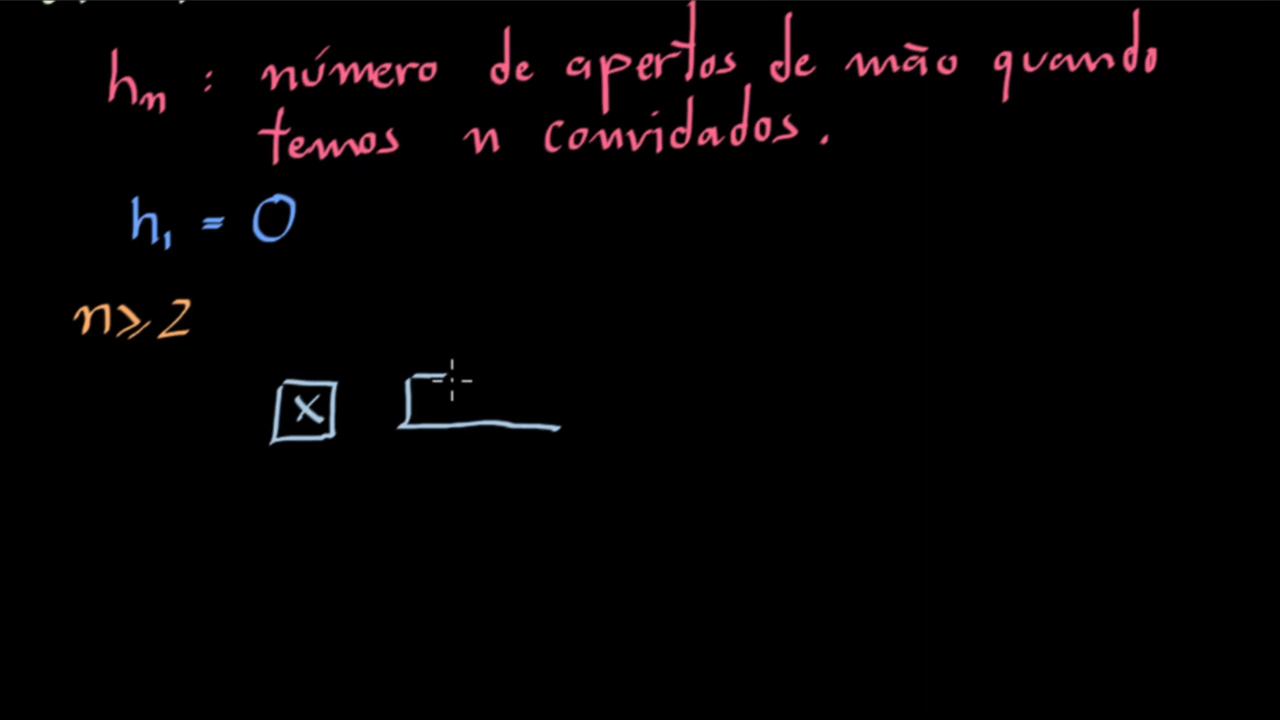 hₙ : número de apertos de mão quando
temos n convidados.
h₁ = 0
n ⩾ 2
x